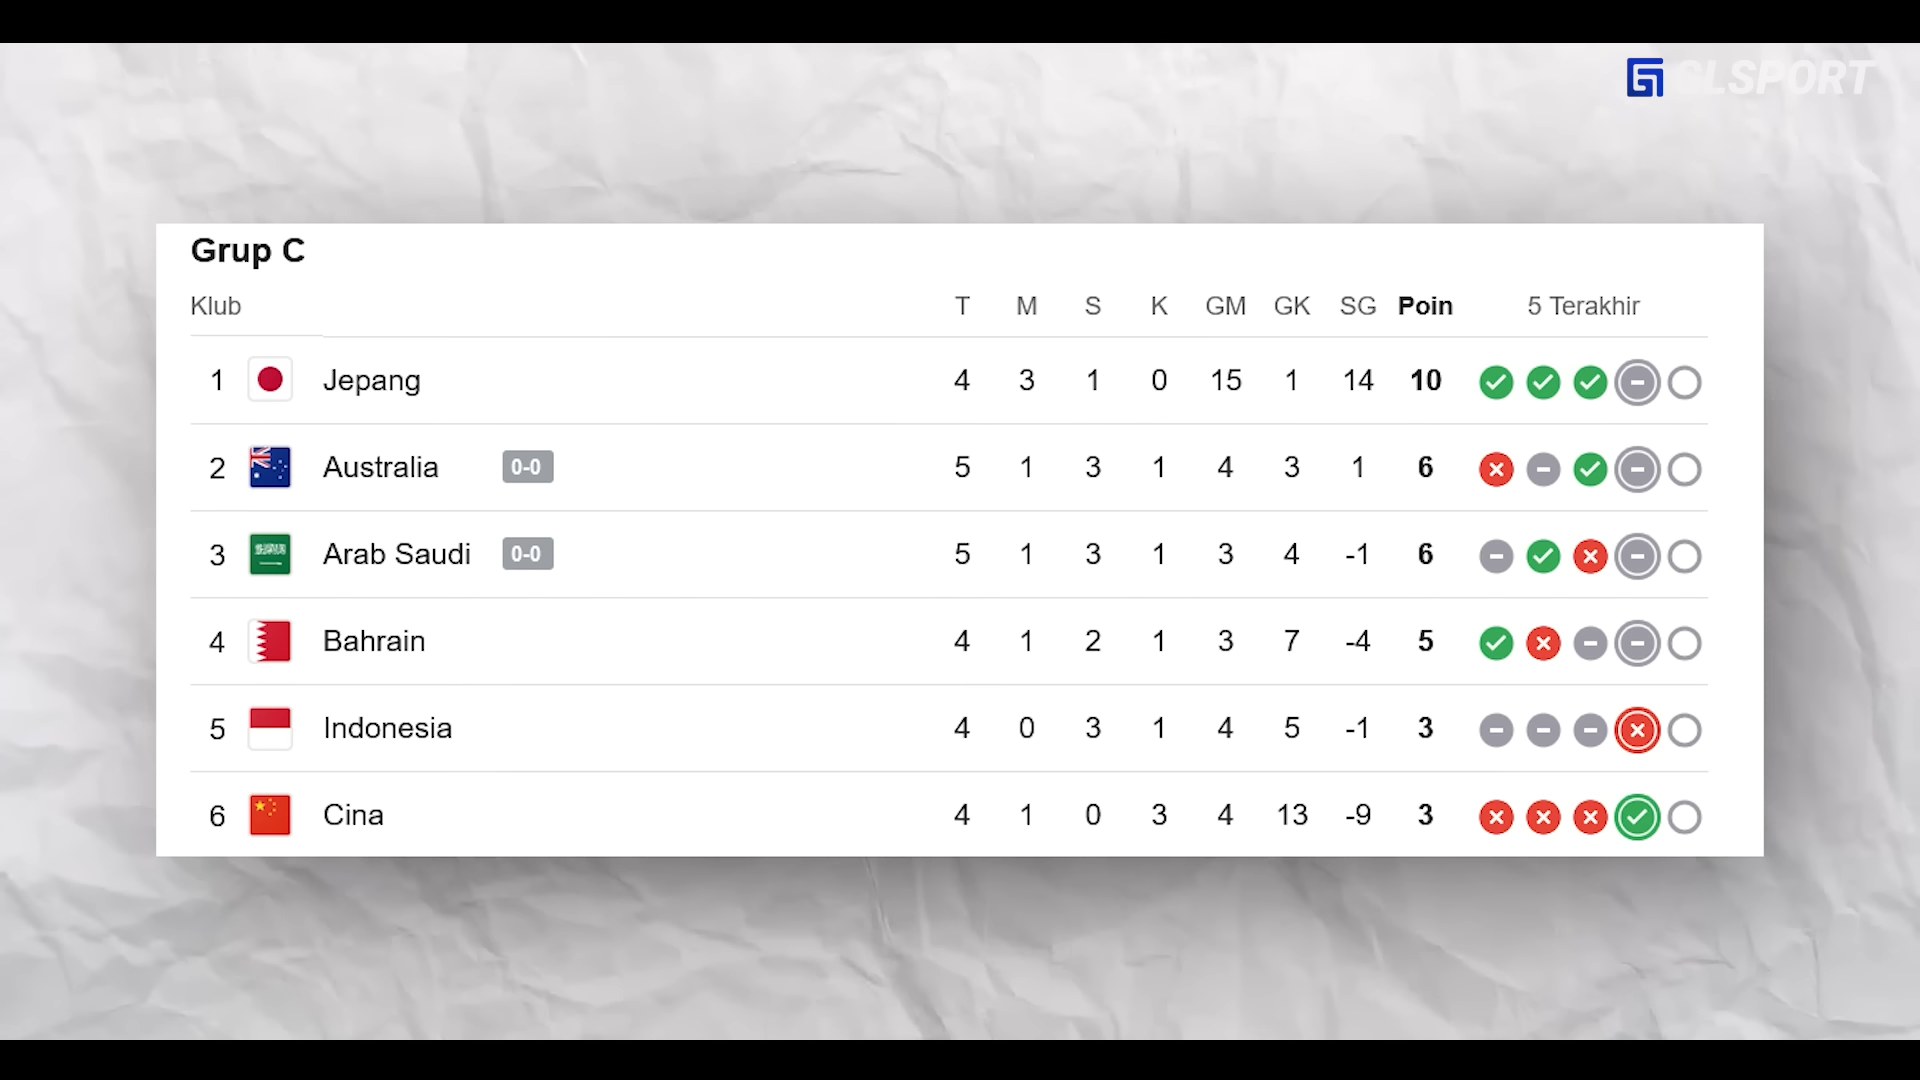 GLSPORT
Grup C
Klub T M S K GM GK SG Poin 5 Terakhir
1 Jepang 4 3 1 0 15 1 14 10
2 Australia 0-0 5 1 3 1 4 3 1 6
3 Arab Saudi 0-0 5 1 3 1 3 4 -1 6
4 Bahrain 4 1 2 1 3 7 -4 5
5 Indonesia 4 0 3 1 4 5 -1 3
6 Cina 4 1 0 3 4 13 -9 3